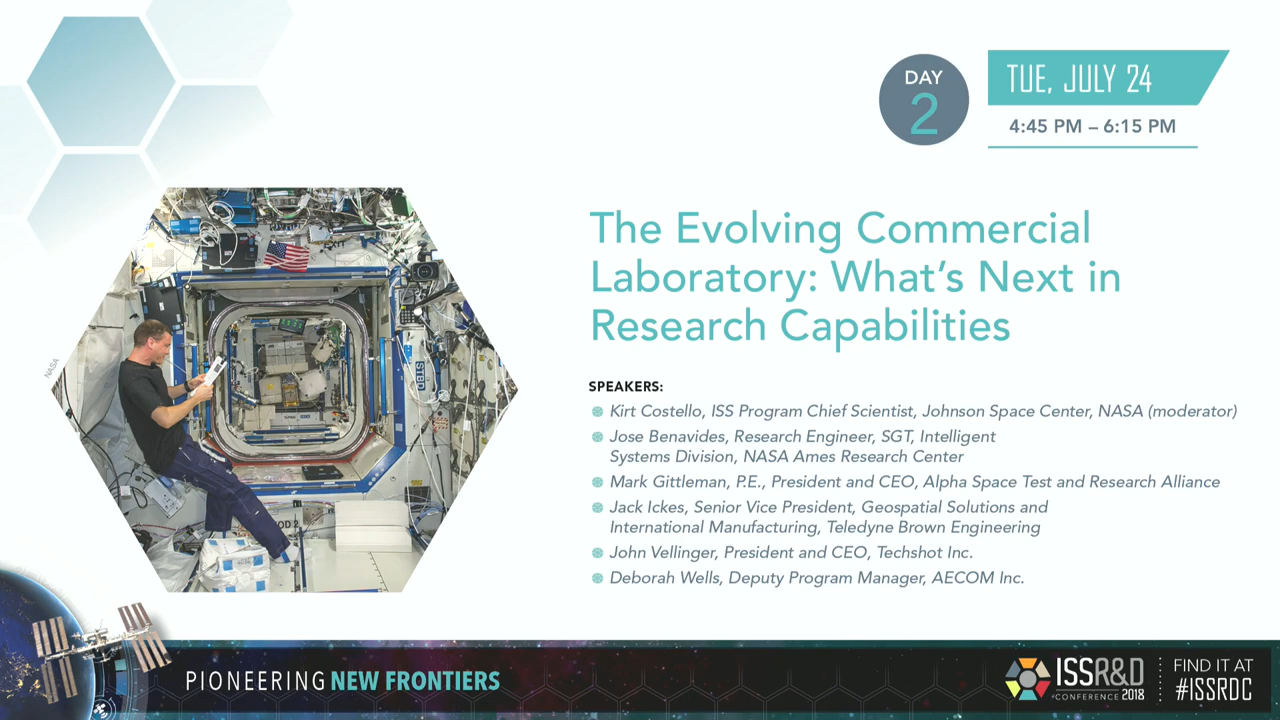 DAY
2
TUE, JULY 24
4:45 PM – 6:15 PM
The Evolving Commercial
Laboratory: What's Next in
Research Capabilities
NASA
STBD
SPEAKERS:
Kirt Costello, ISS Program Chief Scientist, Johnson Space Center, NASA (moderator)
Jose Benavides, Research Engineer, SGT, Intelligent
Systems Division, NASA Ames Research Center
Mark Gittleman, P.E., President and CEO, Alpha Space Test and Research Alliance
Jack Ickes, Senior Vice President, Geospatial Solutions and
International Manufacturing, Teledyne Brown Engineering
John Vellinger, President and CEO, Techshot Inc.
Deborah Wells, Deputy Program Manager, AECOM Inc.
PIONEERING NEW FRONTIERS
ISSR&D
CONFERENCE 2018
FIND IT AT
#ISSRDC